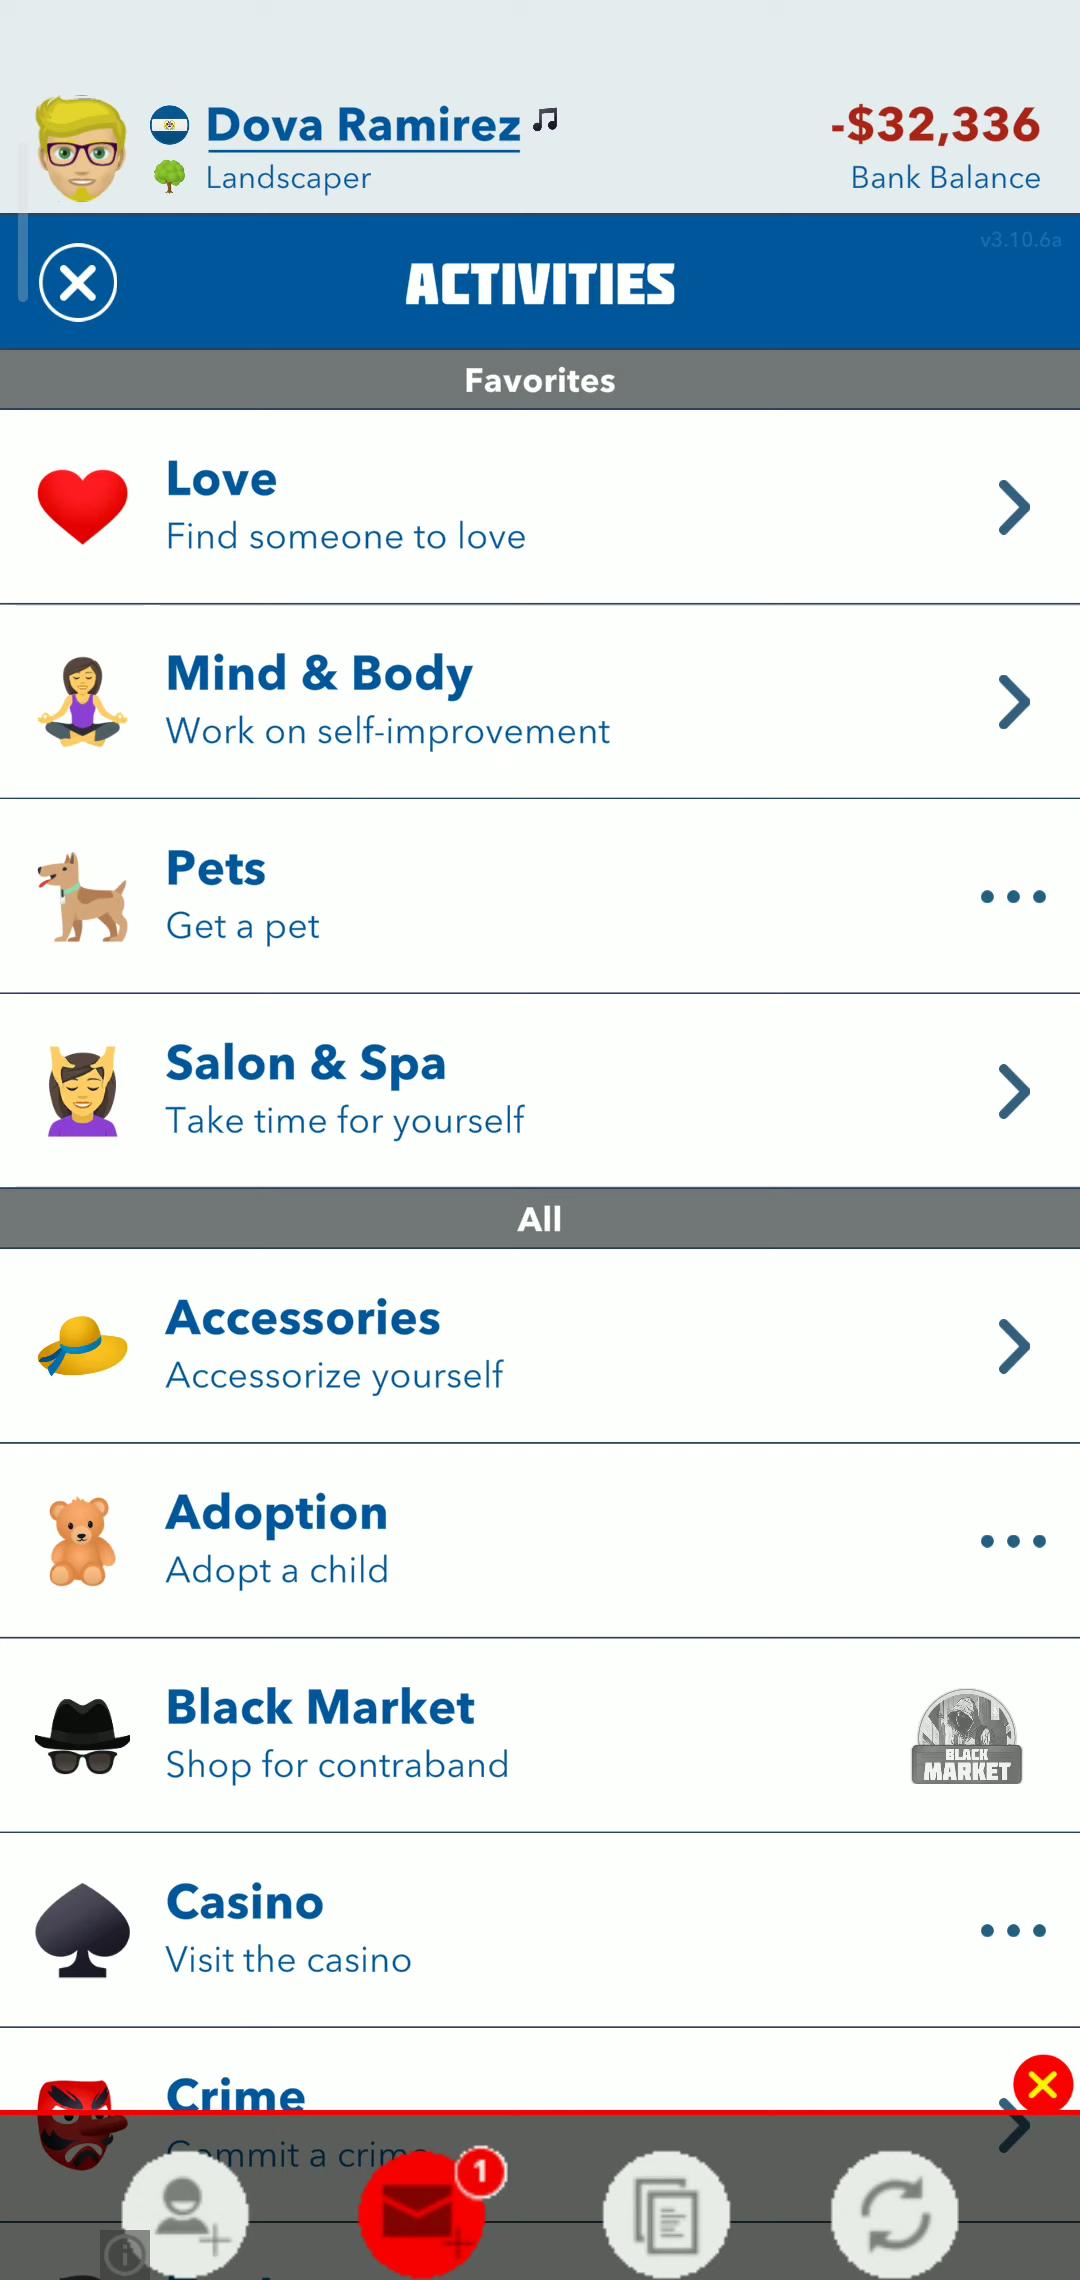 Dova Ramirez
-$32,336
Landscaper
Bank Balance
v3.10.6a
ACTIVITIES
Favorites
Love
Find someone to love
Mind & Body
Work on self-improvement
Pets
Get a pet
Salon & Spa
Take time for yourself
All
Accessories
Accessorize yourself
Adoption
Adopt a child
Black Market
Shop for contraband
BLACK
MARKET
Casino
Visit the casino
Crime
Commit a crime
1